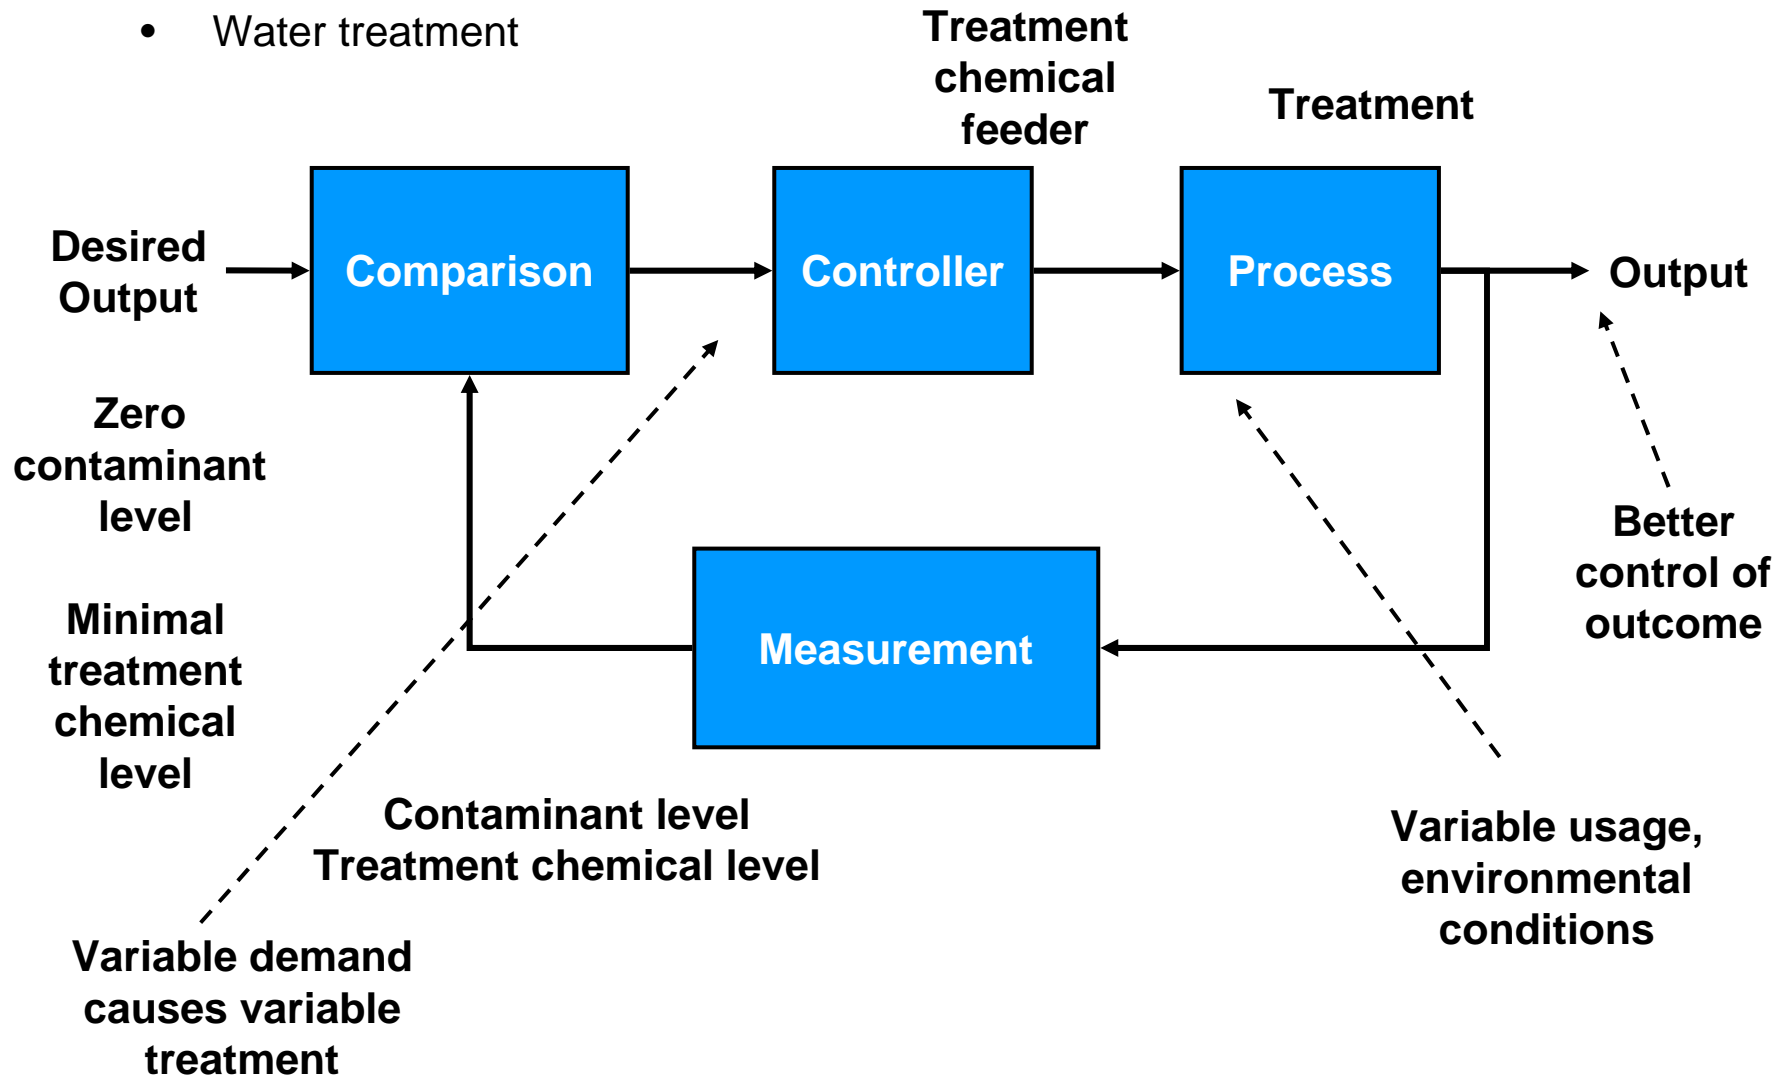 • Water treatment
Treatment
chemical
feeder
Treatment
Desired
Output
Comparison
Controller
Process
Output
Zero
contaminant
level
Minimal
treatment
chemical
level
Measurement
Better
control of
outcome
Contaminant level
Treatment chemical level
Variable usage,
environmental
conditions
Variable demand
causes variable
treatment